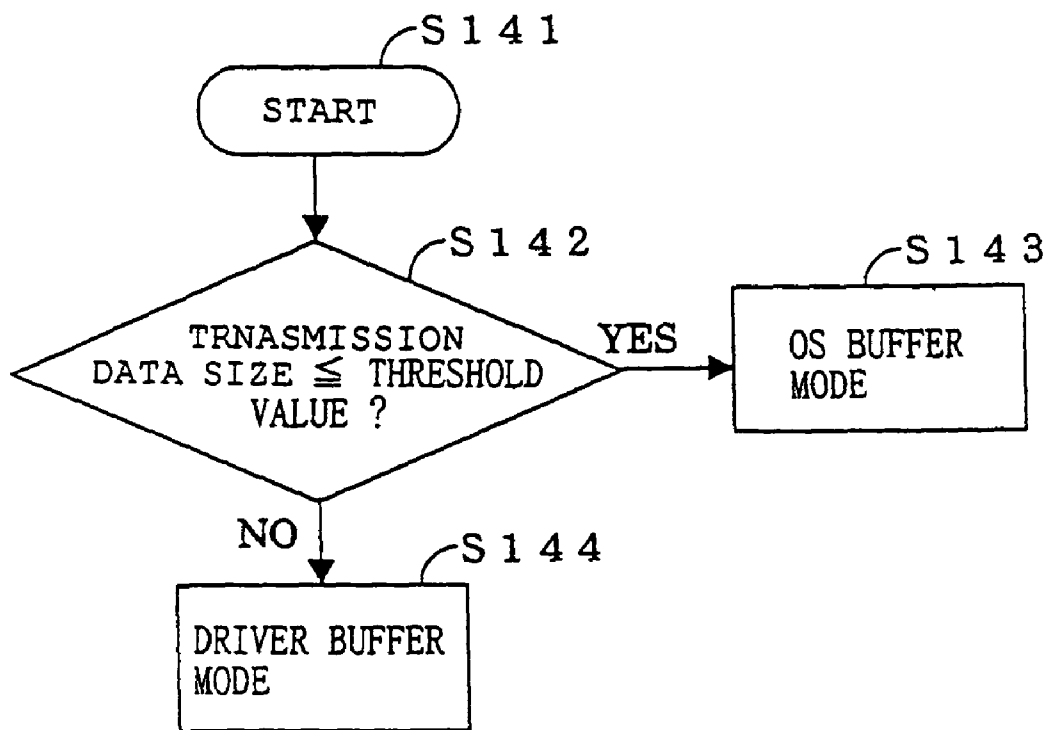 S141
START
S142
TRNASMISSION
DATA SIZE ≦ THRESHOLD
VALUE ?
YES
S143
OS BUFFER
MODE
NO
S144
DRIVER BUFFER
MODE